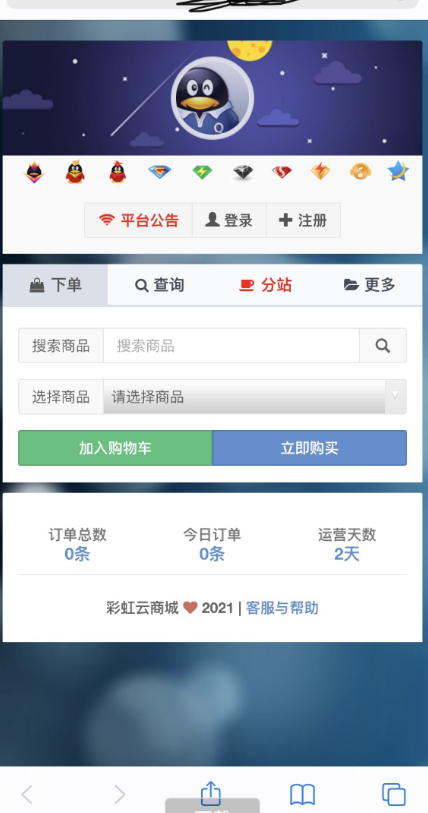 平台公告 登录 注册
下单 查询 分站 更多
搜索商品 搜索商品
选择商品 请选择商品
加入购物车 立即购买
订单总数 今日订单 运营天数
0条 0条 2天
彩虹云商城 ❤ 2021 | 客服与帮助